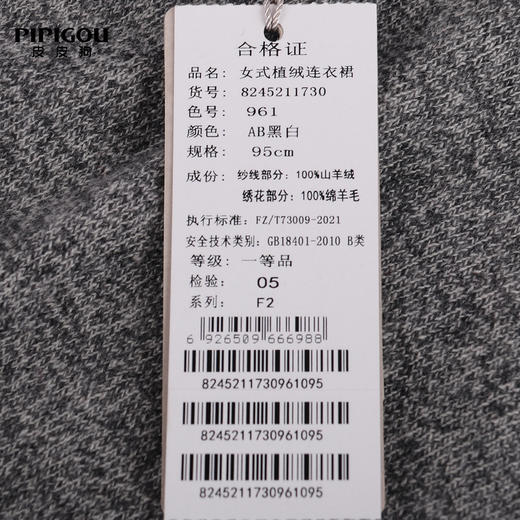 PIPIGOU
皮皮狗
合格证
品名: 女式植绒连衣裙
货号: 8245211730
色号: 961
颜色: AB黑白
规格: 95cm
成份: 纱线部分: 100%山羊绒
绣花部分: 100%绵羊毛
执行标准: FZ/T73009-2021
安全技术类别: GB18401-2010 B类
等级: 一等品
检验: 05
系列: F2
6 926509 666988
8245211730961095
8245211730961095
8245211730961095